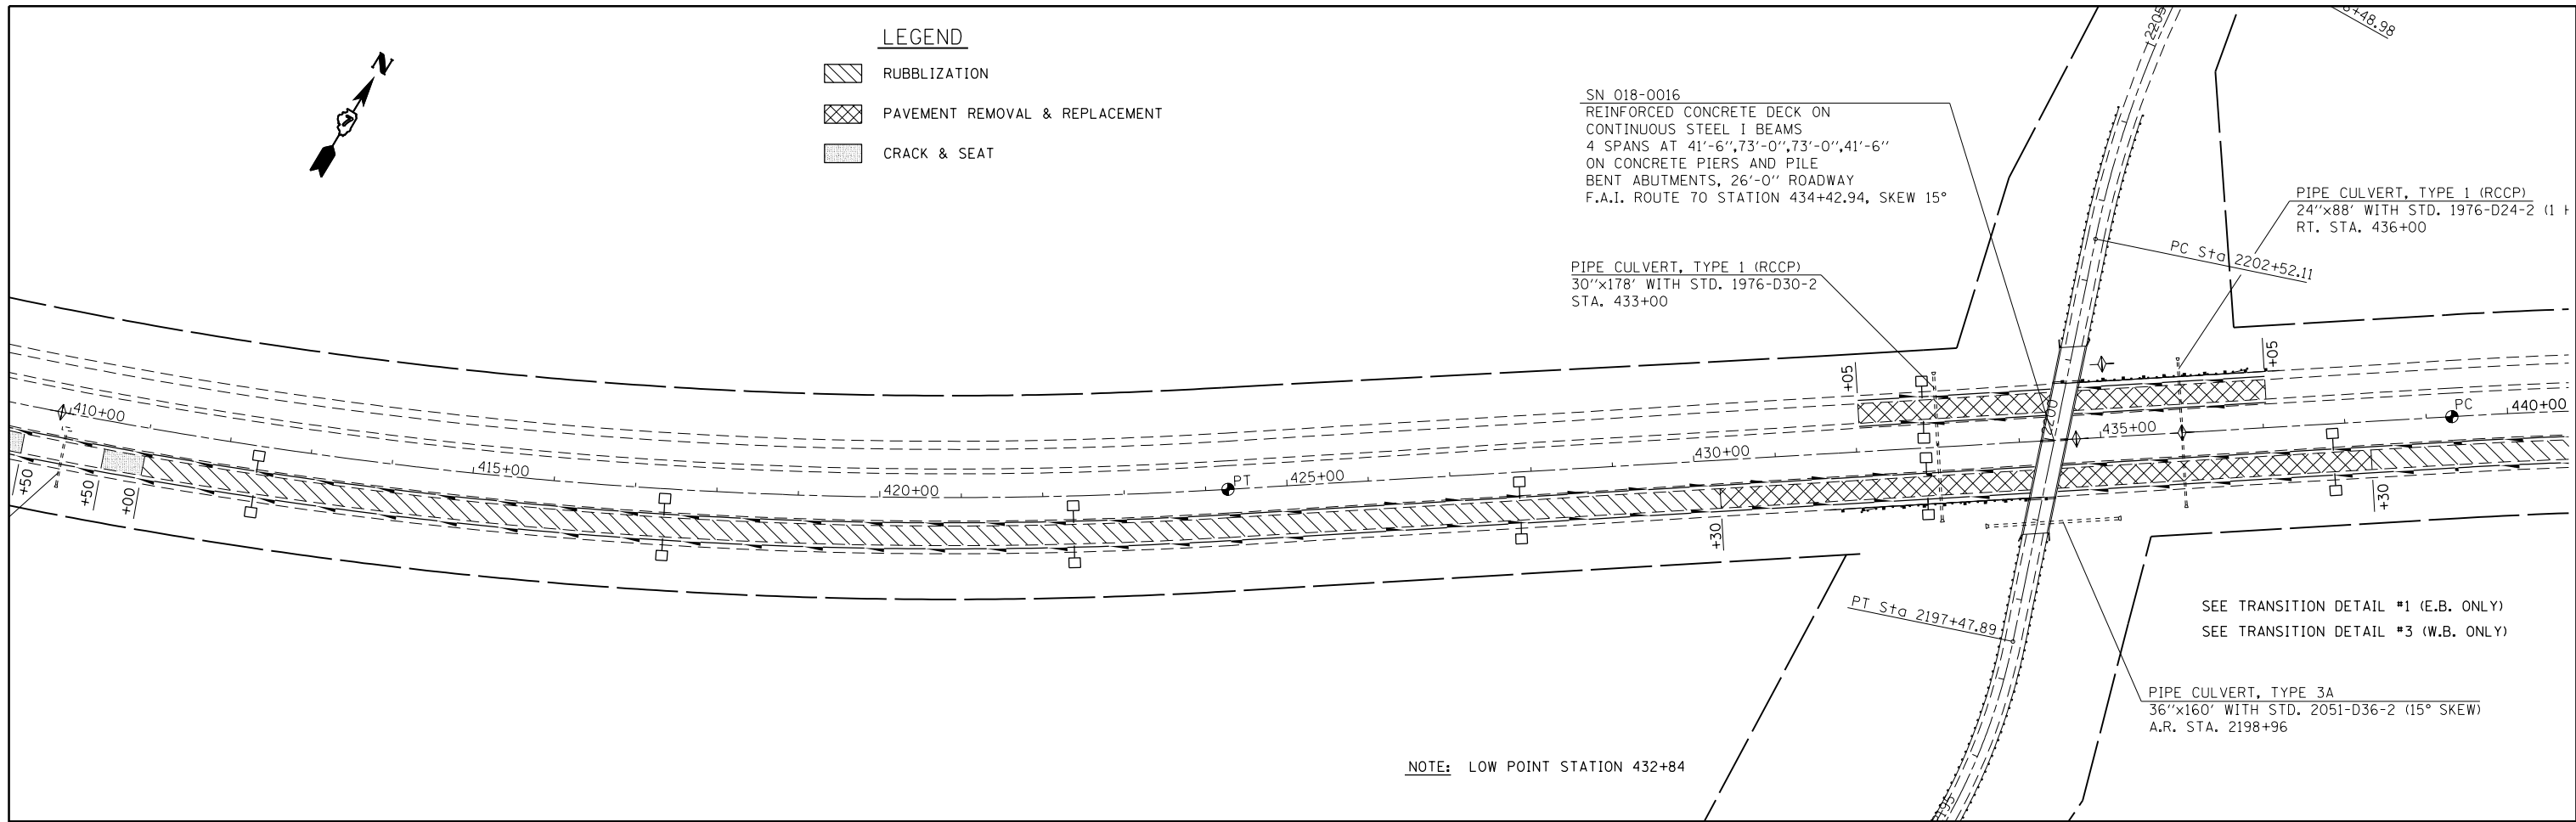 LEGEND
RUBBLIZATION
PAVEMENT REMOVAL & REPLACEMENT
CRACK & SEAT
N
SN 018-0016
REINFORCED CONCRETE DECK ON
CONTINUOUS STEEL I BEAMS
4 SPANS AT 41'-6",73'-0",73'-0",41'-6"
ON CONCRETE PIERS AND PILE
BENT ABUTMENTS, 26'-0" ROADWAY
F.A.I. ROUTE 70 STATION 434+42.94, SKEW 15°
2205
+48.98
PIPE CULVERT, TYPE 1 (RCCP)
24"x88' WITH STD. 1976-D24-2 (1
RT. STA. 436+00
PC Sta 2202+52.11
PIPE CULVERT, TYPE 1 (RCCP)
30"x178' WITH STD. 1976-D30-2
STA. 433+00
+05
+05
410+00
415+00
420+00
PT
425+00
430+00
2200
435+00
PC
440+00
+50
+50
+00
+30
+30
PT Sta 2197+47.89
SEE TRANSITION DETAIL #1 (E.B. ONLY)
SEE TRANSITION DETAIL #3 (W.B. ONLY)
PIPE CULVERT, TYPE 3A
36"x160' WITH STD. 2051-D36-2 (15° SKEW)
A.R. STA. 2198+96
NOTE: LOW POINT STATION 432+84